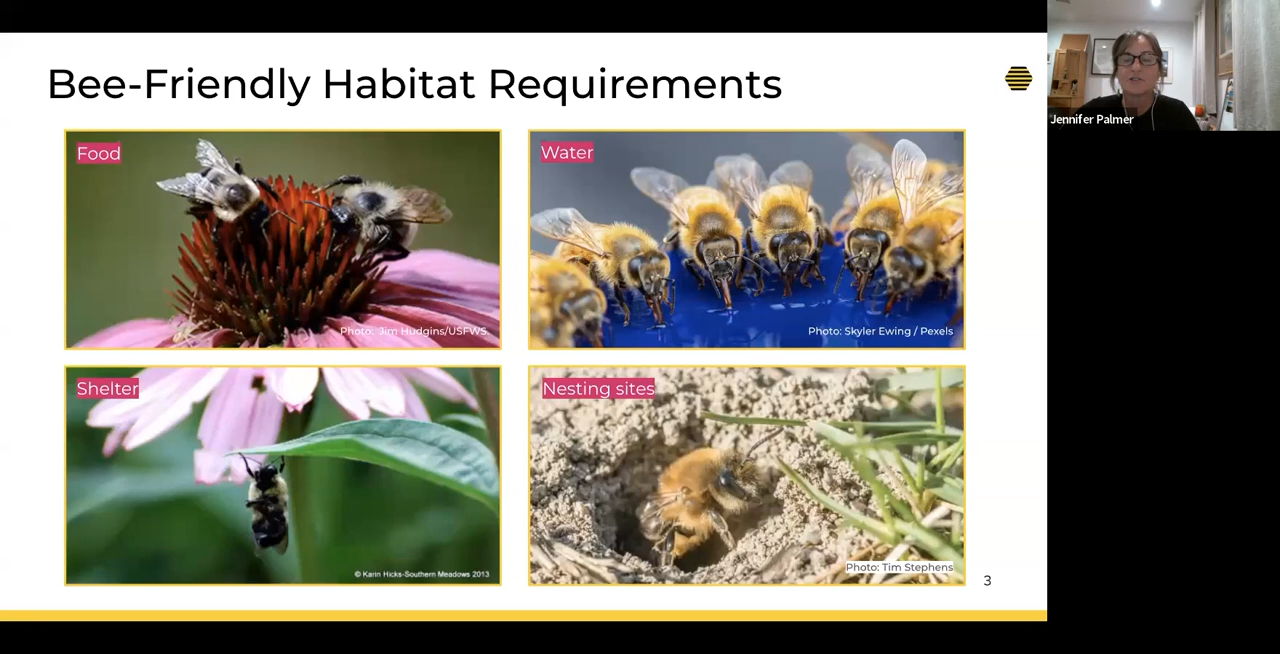 Bee-Friendly Habitat Requirements
Jennifer Palmer
Food
Photo: Jim Hudgins/USFWS.
Water
Photo: Skyler Ewing / Pexels
Shelter
© Karin Hicks-Southern Meadows 2013
Nesting sites
Photo: Tim Stephens
3